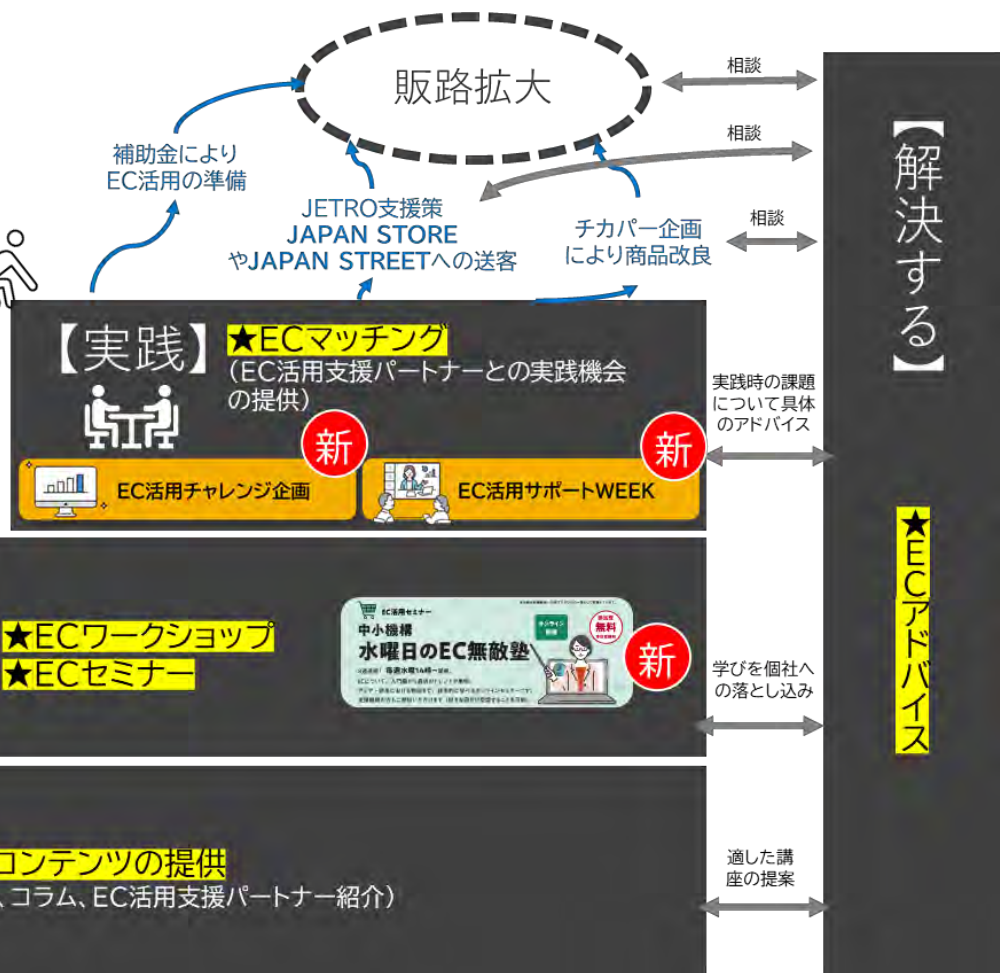 販路拡大
相談
相談
相談
補助金により
EC活用の準備
JETRO支援策
JAPAN STORE
やJAPAN STREETへの送客
チカパー企画
により商品改良
【解決する】
★ECアドバイス
【実践】
★ECマッチング
(EC活用支援パートナーとの実践機会
の提供)
新
新
EC活用チャレンジ企画
EC活用サポートWEEK
実践時の課題
について具体
のアドバイス
★ECワークショップ
★ECセミナー
EC活用セミナー
中小機構
水曜日のEC無敵塾
オンライン
無料
新
学びを個社へ
の落とし込み
コンテンツの提供
、コラム、EC活用支援パートナー紹介)
適した講
座の提案